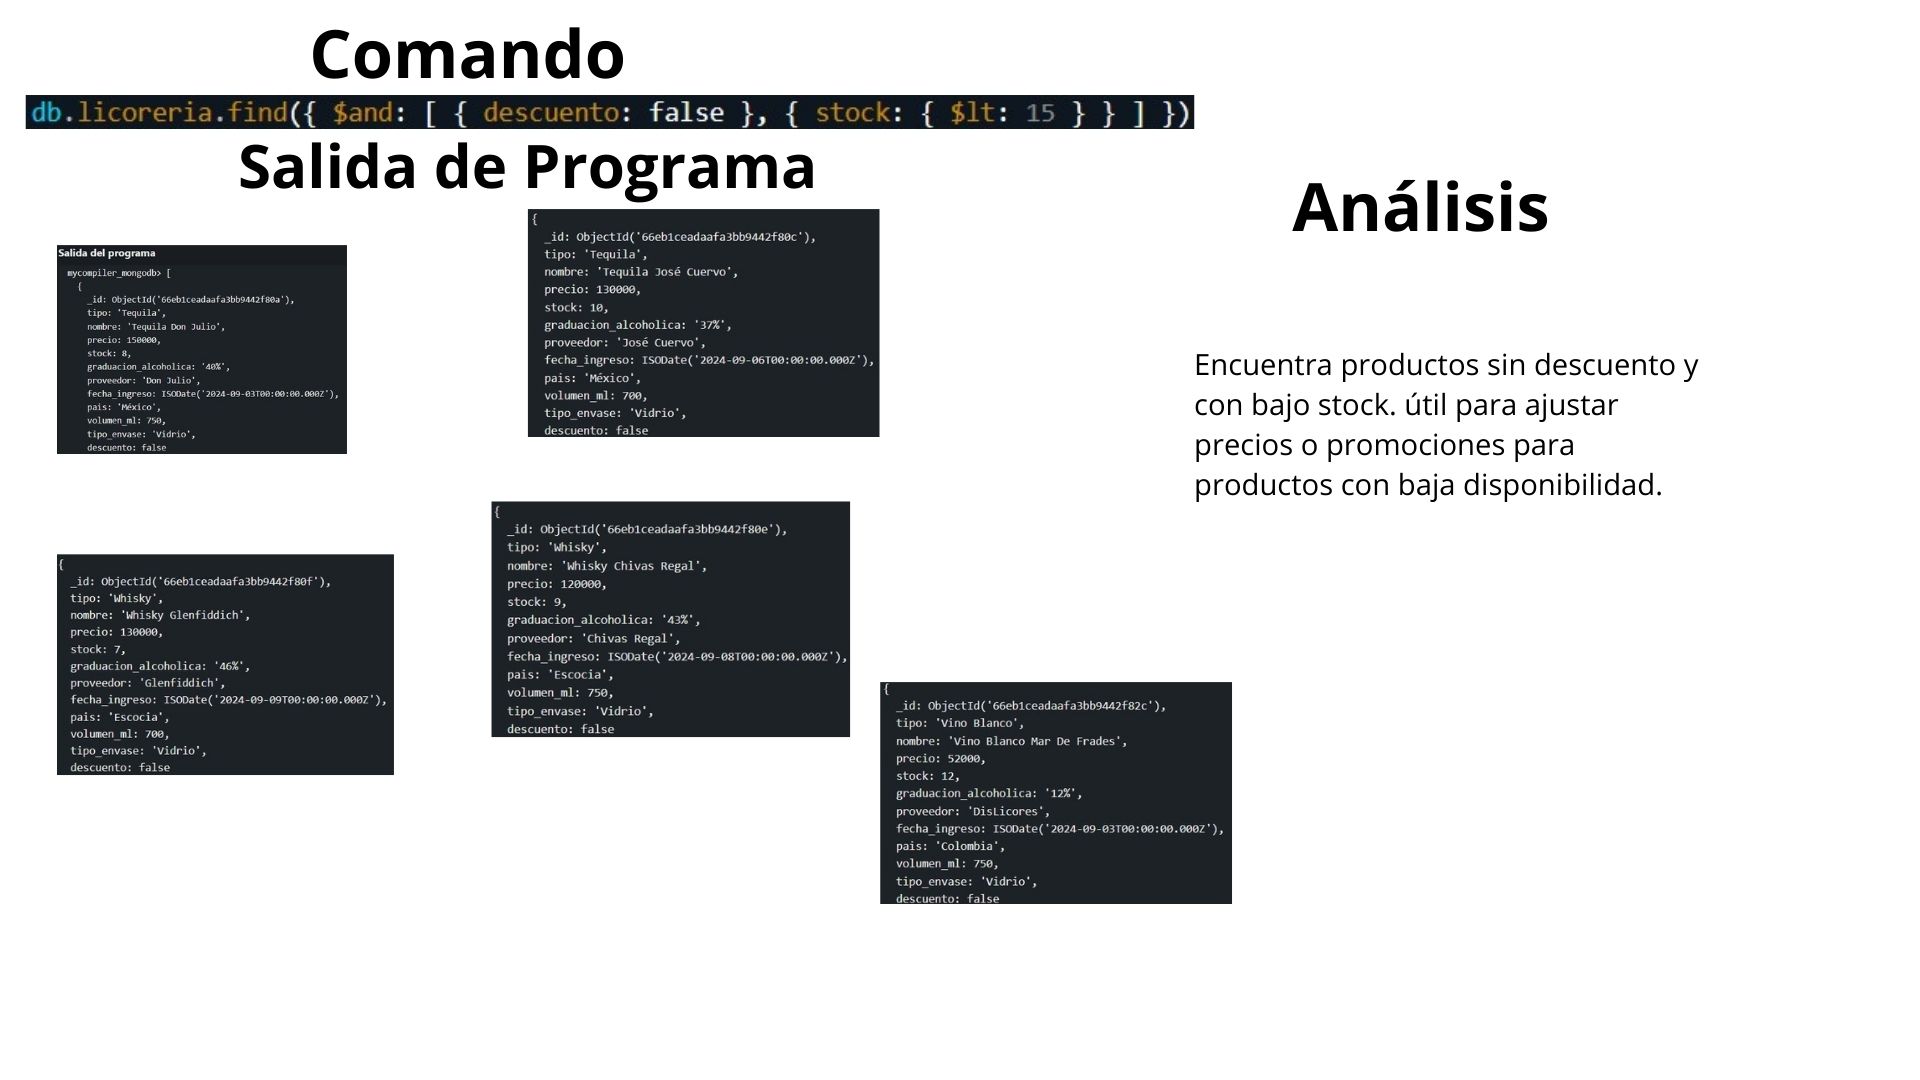 Comando
db.licoreria.find({ $and: [ { descuento: false }, { stock: { $lt: 15 } } ] })
Salida de Programa
Salida del programa
mycompiler_mongodb> [
{
_id: ObjectId('66eb1ceadaafa3bb9442f80a'),
tipo: 'Tequila',
nombre: 'Tequila Don Julio',
precio: 150000,
stock: 8,
graduacion_alcoholica: '40%',
proveedor: 'Don Julio',
fecha_ingreso: ISODate('2024-09-03T00:00:00.000Z'),
pais: 'México',
volumen_ml: 750,
tipo_envase: 'Vidrio',
descuento: false
{
_id: ObjectId('66eb1ceadaafa3bb9442f80c'),
tipo: 'Tequila',
nombre: 'Tequila José Cuervo',
precio: 130000,
stock: 10,
graduacion_alcoholica: '37%',
proveedor: 'José Cuervo',
fecha_ingreso: ISODate('2024-09-06T00:00:00.000Z'),
pais: 'México',
volumen_ml: 700,
tipo_envase: 'Vidrio',
descuento: false
{
_id: ObjectId('66eb1ceadaafa3bb9442f80f'),
tipo: 'Whisky',
nombre: 'Whisky Glenfiddich',
precio: 130000,
stock: 7,
graduacion_alcoholica: '46%',
proveedor: 'Glenfiddich',
fecha_ingreso: ISODate('2024-09-09T00:00:00.000Z'),
pais: 'Escocia',
volumen_ml: 700,
tipo_envase: 'Vidrio',
descuento: false
{
_id: ObjectId('66eb1ceadaafa3bb9442f80e'),
tipo: 'Whisky',
nombre: 'Whisky Chivas Regal',
precio: 120000,
stock: 9,
graduacion_alcoholica: '43%',
proveedor: 'Chivas Regal',
fecha_ingreso: ISODate('2024-09-08T00:00:00.000Z'),
pais: 'Escocia',
volumen_ml: 750,
tipo_envase: 'Vidrio',
descuento: false
{
_id: ObjectId('66eb1ceadaafa3bb9442f82c'),
tipo: 'Vino Blanco',
nombre: 'Vino Blanco Mar De Frades',
precio: 52000,
stock: 12,
graduacion_alcoholica: '12%',
proveedor: 'DisLicores',
fecha_ingreso: ISODate('2024-09-03T00:00:00.000Z'),
pais: 'Colombia',
volumen_ml: 750,
tipo_envase: 'Vidrio',
descuento: false
Análisis
Encuentra productos sin descuento y
con bajo stock. útil para ajustar
precios o promociones para
productos con baja disponibilidad.